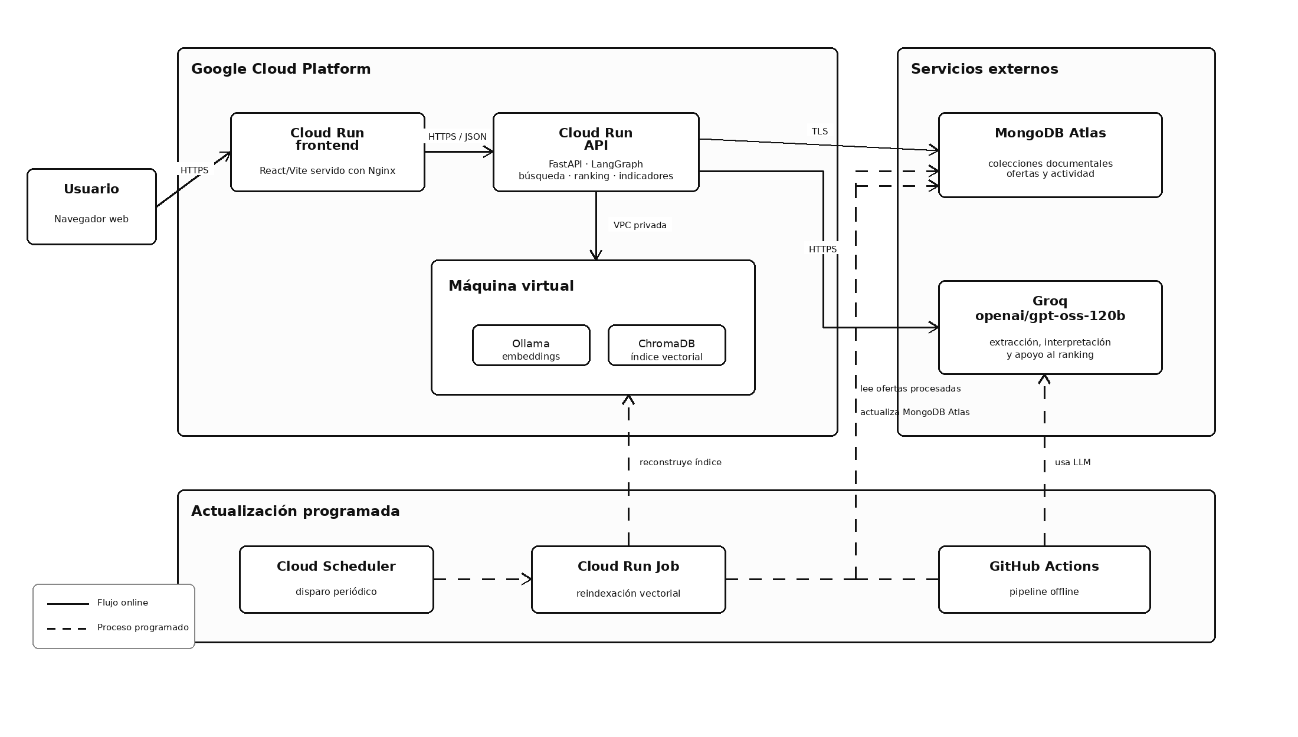 Google Cloud Platform
Servicios externos
Cloud Run
frontend
React/Vite servido con Nginx
HTTPS / JSON
Cloud Run
API
FastAPI · LangGraph
búsqueda · ranking · indicadores
TLS
MongoDB Atlas
colecciones documentales
ofertas y actividad
HTTPS
Usuario
Navegador web
VPC privada
HTTPS
Máquina virtual
Ollama
embeddings
ChromaDB
índice vectorial
Groq
openai/gpt-oss-120b
extracción, interpretación
y apoyo al ranking
lee ofertas procesadas
actualiza MongoDB Atlas
reconstruye índice
usa LLM
Actualización programada
Cloud Scheduler
disparo periódico
Cloud Run Job
reindexación vectorial
GitHub Actions
pipeline offline
Flujo online
Proceso programado